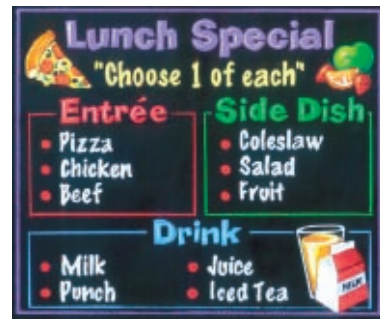 Lunch Special
"Choose 1 of each"
Entrée
• Pizza
• Chicken
• Beef
Side Dish
• Coleslaw
• Salad
• Fruit
Drink
• Milk
• Punch
• Juice
• Iced Tea
MILK